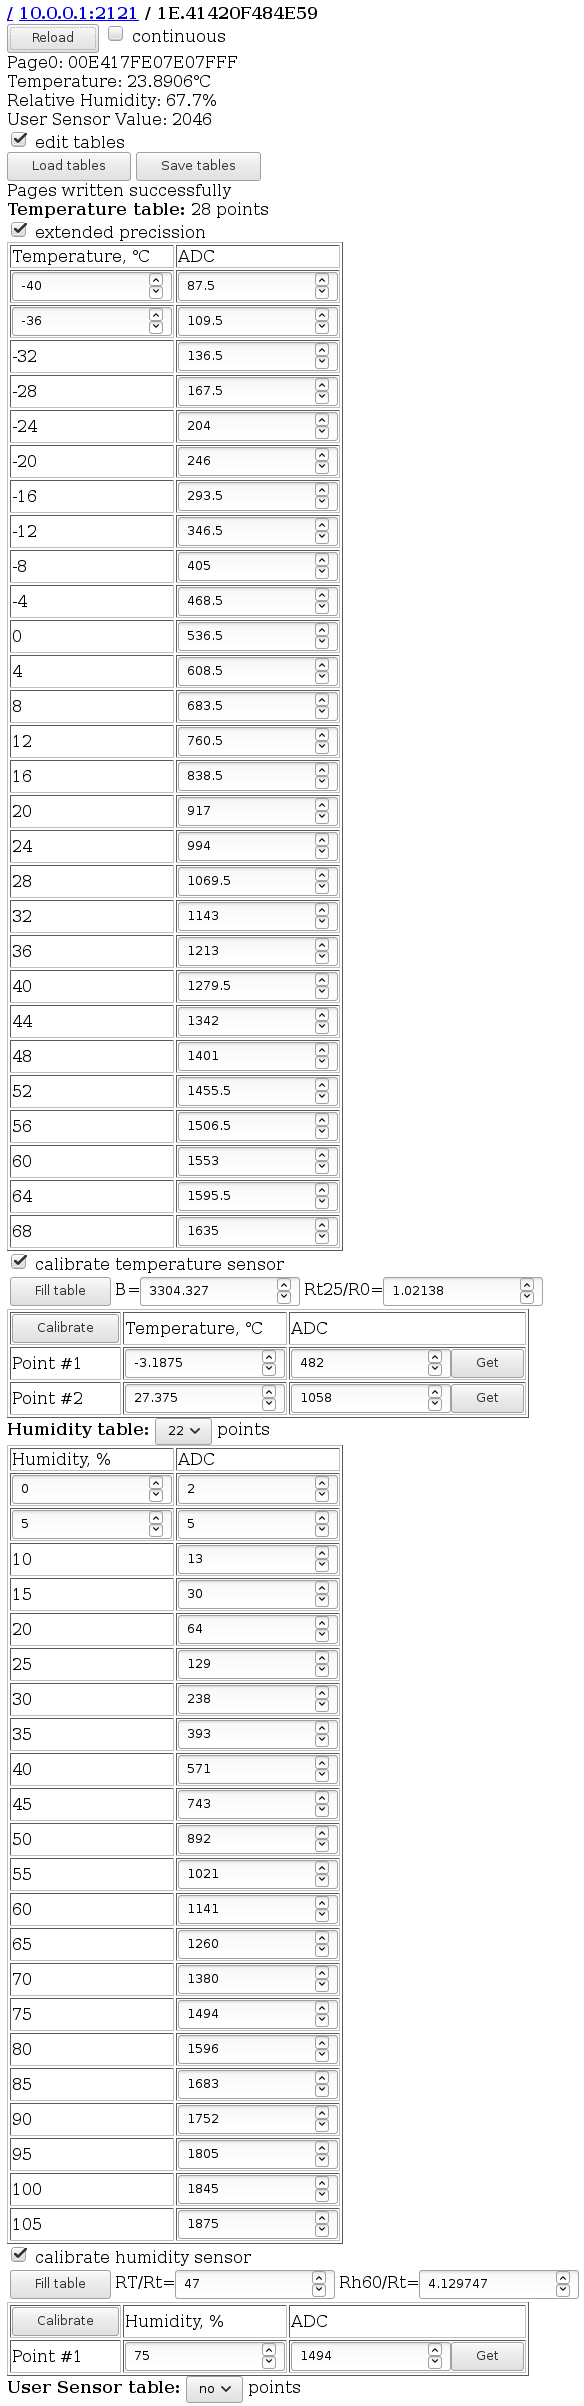 / 10.0.0.1:2121 / 1E.41420F484E59
Reload continuous
Page0: 00E417FE07E07FFF
Temperature: 23.8906°C
Relative Humidity: 67.7%
User Sensor Value: 2046
edit tables
Load tables Save tables
Pages written successfully
Temperature table: 28 points
extended precission
Temperature, °C ADC
-40 87.5
-36 109.5
-32 136.5
-28 167.5
-24 204
-20 246
-16 293.5
-12 346.5
-8 405
-4 468.5
0 536.5
4 608.5
8 683.5
12 760.5
16 838.5
20 917
24 994
28 1069.5
32 1143
36 1213
40 1279.5
44 1342
48 1401
52 1455.5
56 1506.5
60 1553
64 1595.5
68 1635
calibrate temperature sensor
Fill table B= 3304.327 Rt25/R0= 1.02138
Calibrate Temperature, °C ADC
Point #1 -3.1875 482 Get
Point #2 27.375 1058 Get
Humidity table: 22 points
Humidity, % ADC
0 2
5 5
10 13
15 30
20 64
25 129
30 238
35 393
40 571
45 743
50 892
55 1021
60 1141
65 1260
70 1380
75 1494
80 1596
85 1683
90 1752
95 1805
100 1845
105 1875
calibrate humidity sensor
Fill table RT/Rt= 47 Rh60/Rt= 4.129747
Calibrate Humidity, % ADC
Point #1 75 1494 Get
User Sensor table: no points